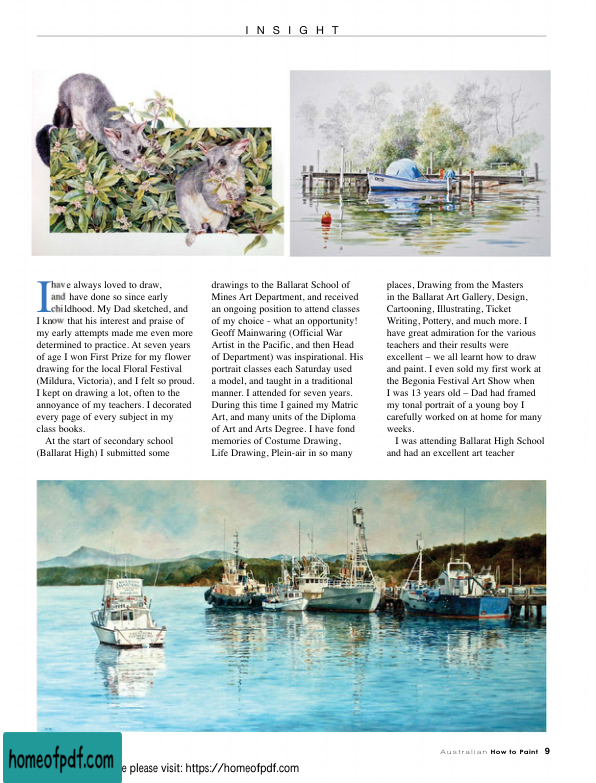 INSIGHT
I have always loved to draw,
and have done so since early
childhood. My Dad sketched, and
I know that his interest and praise of
my early attempts made me even more
determined to practice. At seven years
of age I won First Prize for my flower
drawing for the local Floral Festival
(Mildura, Victoria), and I felt so proud.
I kept on drawing a lot, often to the
annoyance of my teachers. I decorated
every page of every subject in my
class books.
At the start of secondary school
(Ballarat High) I submitted some
drawings to the Ballarat School of
Mines Art Department, and received
an ongoing position to attend classes
of my choice - what an opportunity!
Geoff Mainwaring (Official War
Artist in the Pacific, and then Head
of Department) was inspirational. His
portrait classes each Saturday used
a model, and taught in a traditional
manner. I attended for seven years.
During this time I gained my Matric
Art, and many units of the Diploma
of Art and Arts Degree. I have fond
memories of Costume Drawing,
Life Drawing, Plein-air in so many
places, Drawing from the Masters
in the Ballarat Art Gallery, Design,
Cartooning, Illustrating, Ticket
Writing, Pottery, and much more. I
have great admiration for the various
teachers and their results were
excellent – we all learnt how to draw
and paint. I even sold my first work at
the Begonia Festival Art Show when
I was 13 years old – Dad had framed
my tonal portrait of a young boy I
carefully worked on at home for many
weeks.
I was attending Ballarat High School
and had an excellent art teacher
Australian How to Paint 9
homeofpdf.com
e please visit: https://homeofpdf.com